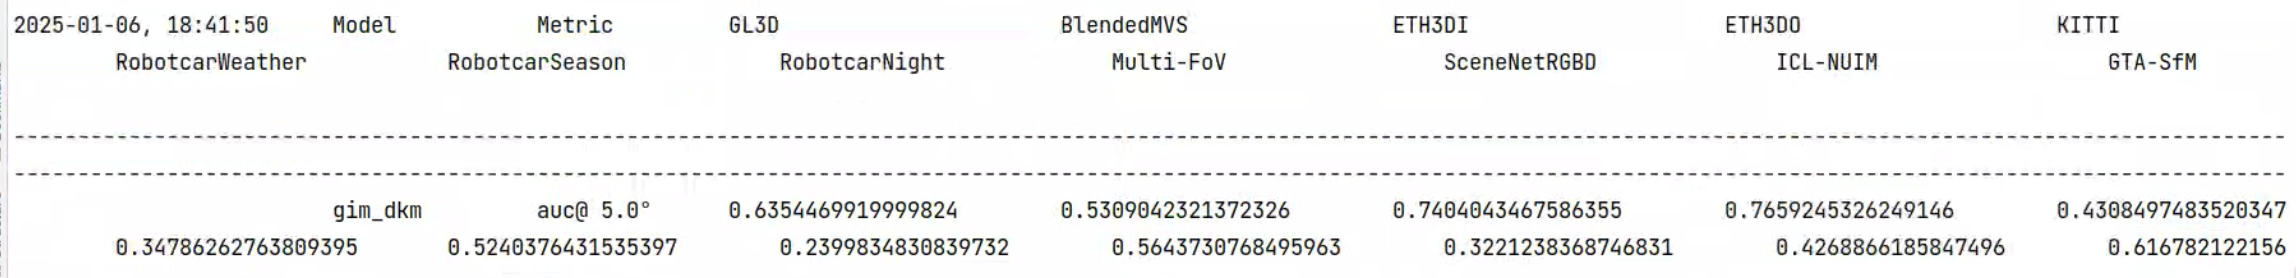 2025-01-06, 18:41:50 Model Metric GL3D BlendedMVS ETH3DI ETH3DO KITTI
RobotcarWeather RobotcarSeason RobotcarNight Multi-FoV SceneNetRGBD ICL-NUIM GTA-SfM
--------------------------------------------------------------------------------------------------------------------------------------------------------------------------------
--------------------------------------------------------------------------------------------------------------------------------------------------------------------------------
gim_dkm auc@ 5.0° 0.6354469919999824 0.5309042321372326 0.7404043467586355 0.7659245326249146 0.4308497483520347
0.34786262763809395 0.5240376431535397 0.2399834830839732 0.5643730768495963 0.3221238368746831 0.4268866185847496 0.616782122156